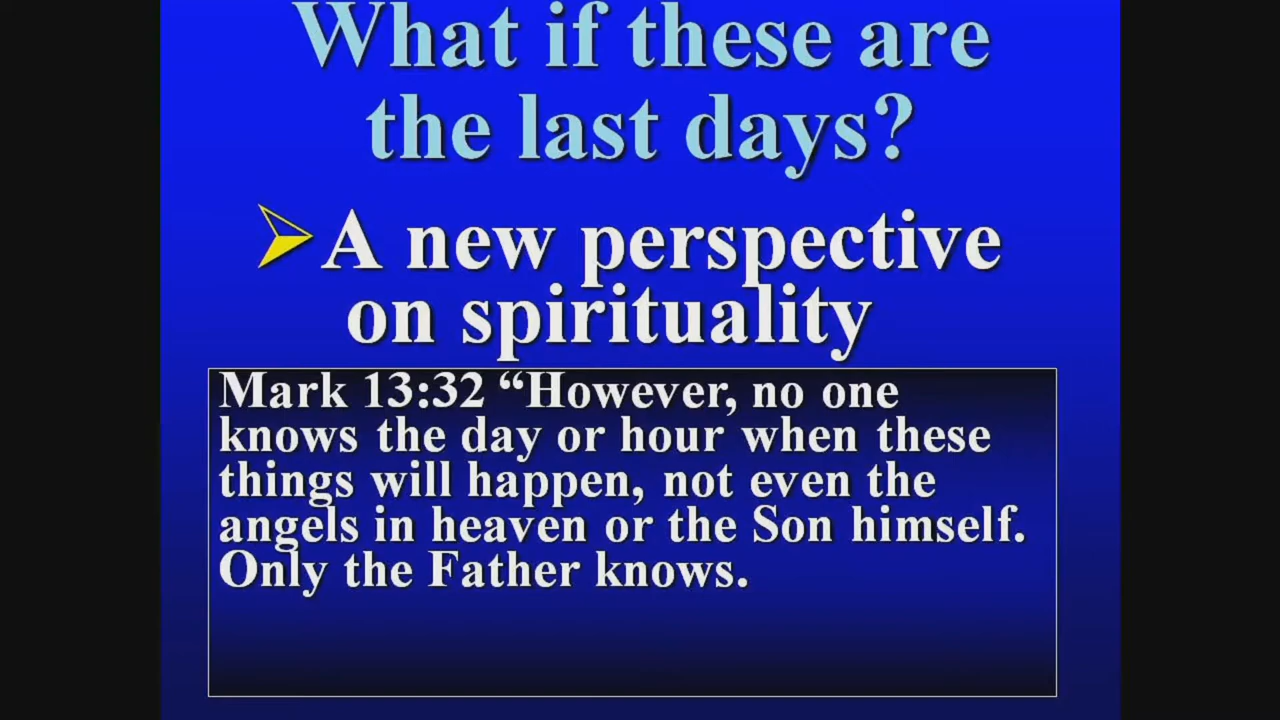 What if these are
the last days?
A new perspective
on spirituality
Mark 13:32 “However, no one
knows the day or hour when these
things will happen, not even the
angels in heaven or the Son himself.
Only the Father knows.